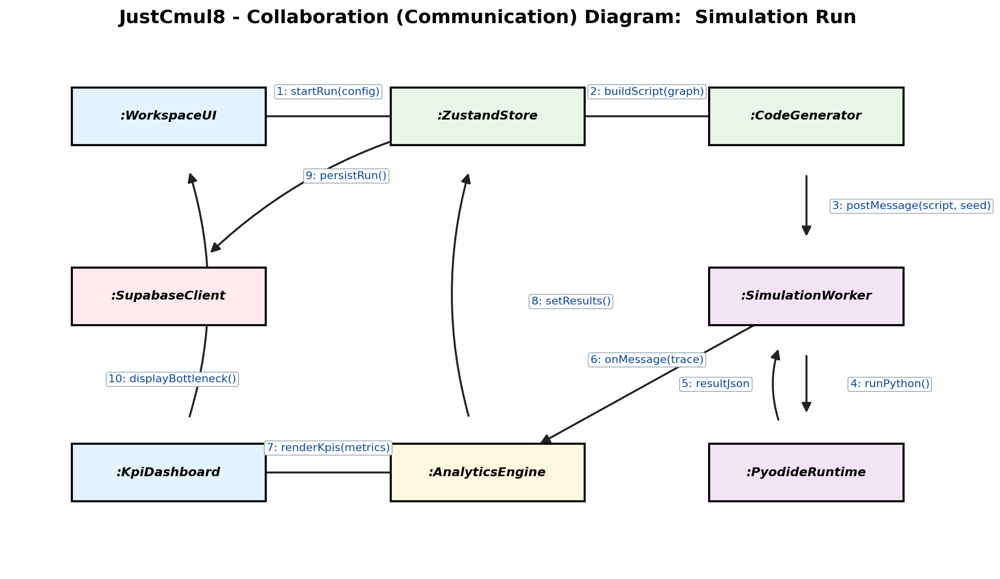 JustCmul8 - Collaboration (Communication) Diagram:  Simulation Run
1: startRun(config)
2: buildScript(graph)
:WorkspaceUI
:ZustandStore
:CodeGenerator
9: persistRun()
3: postMessage(script, seed)
:SupabaseClient
8: setResults()
:SimulationWorker
6: onMessage(trace)
10: displayBottleneck()
5: resultJson
4: runPython()
7: renderKpis(metrics)
:KpiDashboard
:AnalyticsEngine
:PyodideRuntime